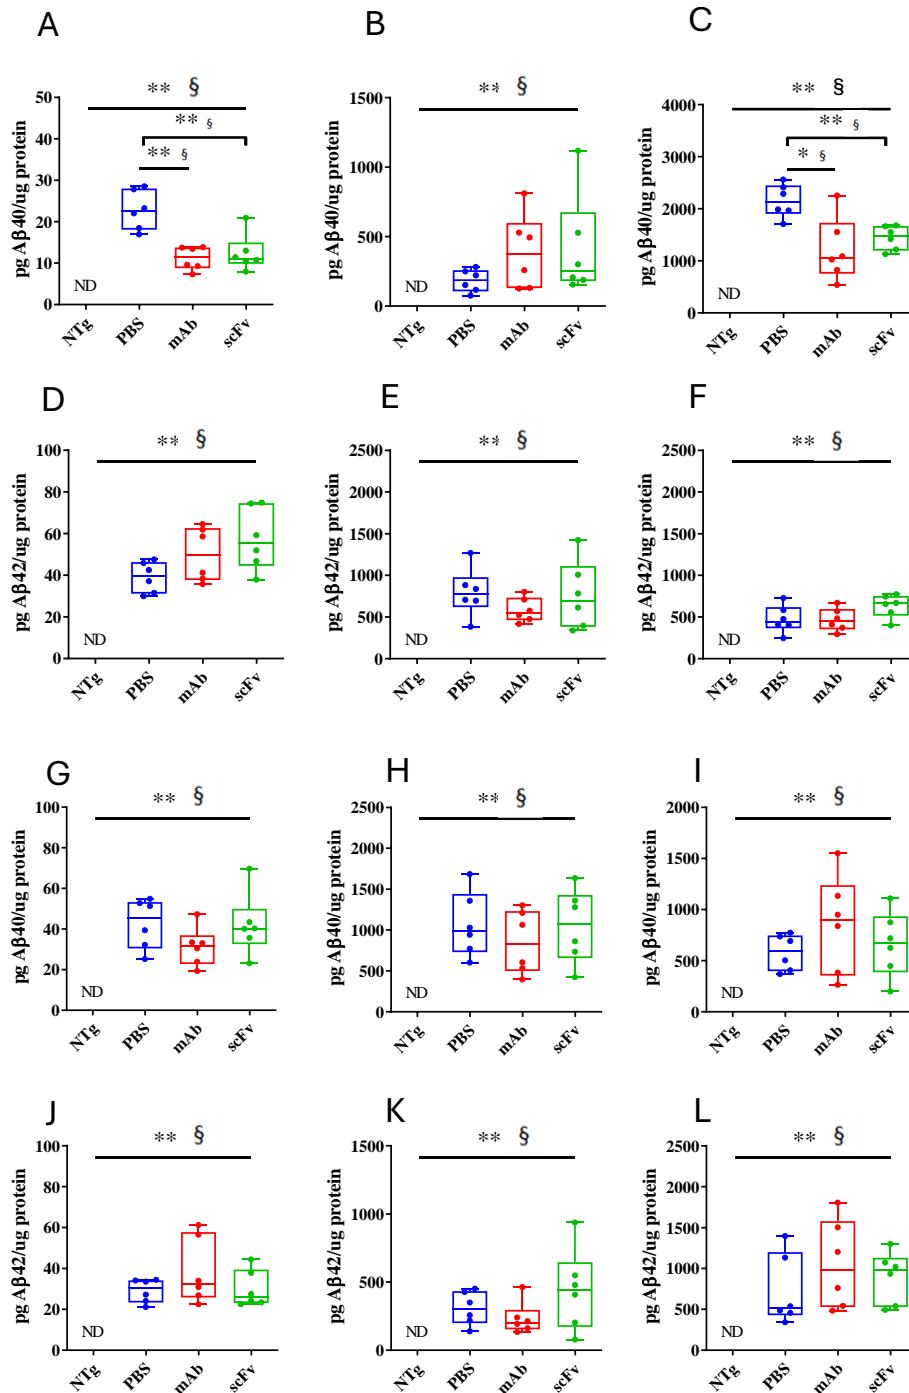 A
B
C
** §
** §
** §
** §
** §
** §
* §
pg Aβ40/ug protein
50
40
30
20
10
0
ND
NTg
PBS
mAb
scFv
pg Aβ40/ug protein
1500
1000
500
0
ND
NTg
PBS
mAb
scFv
pg Aβ40/ug protein
4000
3000
2000
1000
0
ND
NTg
PBS
mAb
scFv
D
E
F
** §
** §
** §
pg Aβ42/ug protein
100
80
60
40
20
0
ND
NTg
PBS
mAb
scFv
pg Aβ42/ug protein
2500
2000
1500
1000
500
0
ND
NTg
PBS
mAb
scFv
pg Aβ42/ug protein
2500
2000
1500
1000
500
0
ND
NTg
PBS
mAb
scFv
G
H
I
** §
** §
** §
pg Aβ40/ug protein
100
80
60
40
20
0
ND
NTg
PBS
mAb
scFv
pg Aβ40/ug protein
2500
2000
1500
1000
500
0
ND
NTg
PBS
mAb
scFv
pg Aβ40/ug protein
2000
1500
1000
500
0
ND
NTg
PBS
mAb
scFv
J
K
L
** §
** §
** §
pg Aβ42/ug protein
100
80
60
40
20
0
ND
NTg
PBS
mAb
scFv
pg Aβ42/ug protein
1500
1000
500
0
ND
NTg
PBS
mAb
scFv
pg Aβ42/ug protein
2500
2000
1500
1000
500
0
ND
NTg
PBS
mAb
scFv